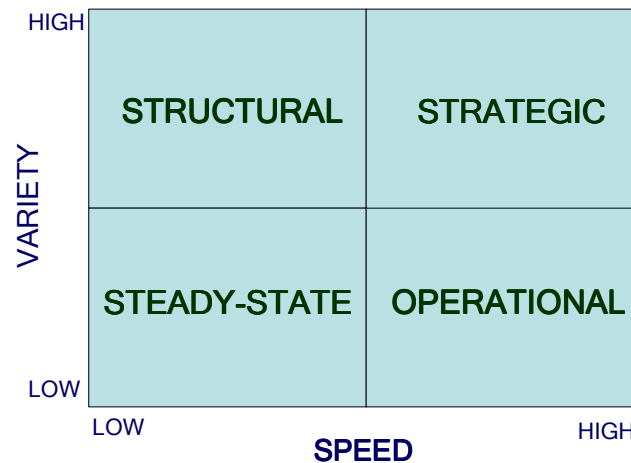 HIGH
STRUCTURAL
STRATEGIC
VARIETY
STEADY-STATE
OPERATIONAL
LOW
LOW
HIGH
SPEED